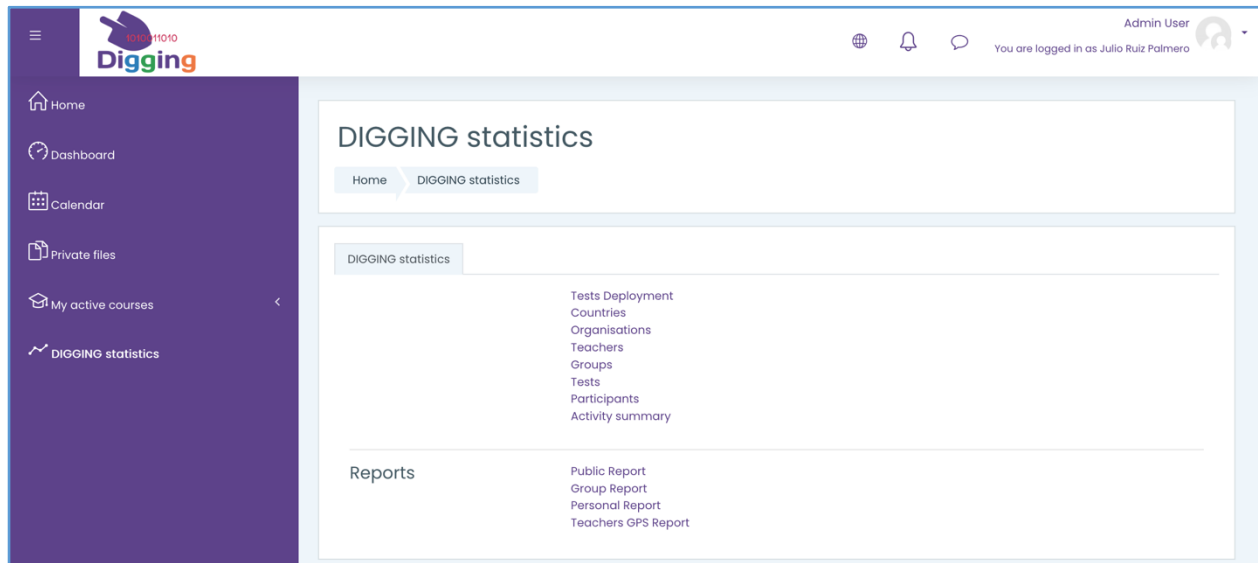 1010011010
Digging
Admin User
You are logged in as Julio Ruiz Palmero
Home
Dashboard
Calendar
Private files
My active courses
DIGGING statistics
DIGGING statistics
Home DIGGING statistics
DIGGING statistics
Tests Deployment
Countries
Organisations
Teachers
Groups
Tests
Participants
Activity summary
Reports
Public Report
Group Report
Personal Report
Teachers GPS Report